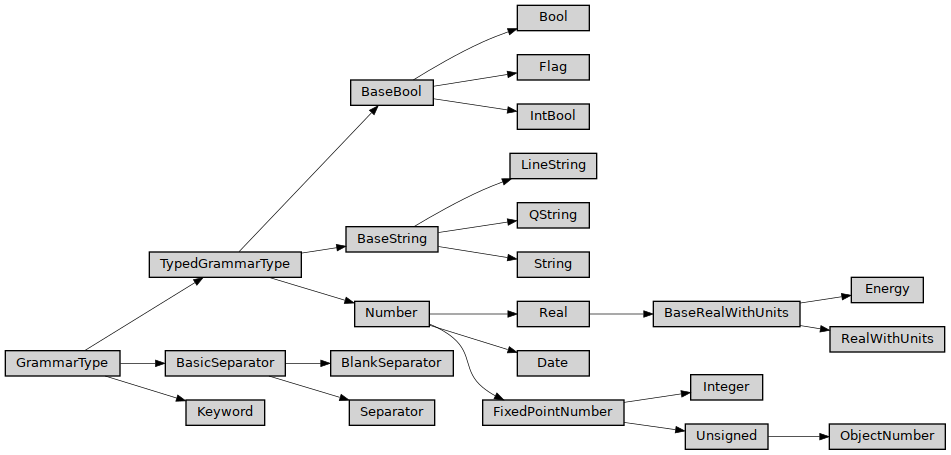 Bool
Flag
BaseBool
IntBool
LineString
QString
BaseString
String
TypedGrammarType
Energy
Number
Real
BaseRealWithUnits
RealWithUnits
GrammarType
BasicSeparator
BlankSeparator
Date
Integer
Keyword
Separator
FixedPointNumber
Unsigned
ObjectNumber